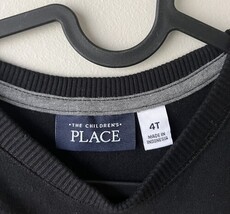 • THE CHILDREN'S •
PLACE
4T
MADE IN
INDONESIA